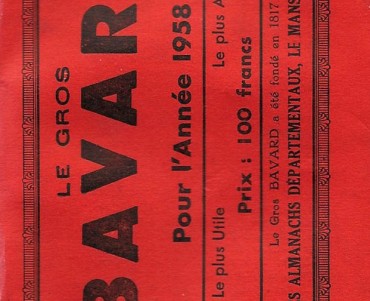 LE GROS
BAVAR
Pour l'Année 1958
Le plus Utile Le plus A
Prix : 100 francs
Le Gros BAVARD a été fondé en 1817
S ALMANACHS DÉPARTEMENTAUX, LE MANS